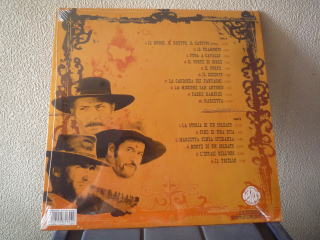 IL BUONO, IL BRUTTO, IL CATTIVO
IL TRAMONTO
FUGA A CAVALLO
IL PONTE DI CORDE
IL FORTE
IL DESERTO
LA CARROZZA DEI FANTASMI
LA MISSIONE SAN ANTONIO
PADRE RAMIREZ
MARCETTA
LA STORIA DI UN SOLDATO
FINE DI UNA SPIA
MARCETTA SENZA SPERANZA
MORTE DI UN SOLDATO
L'ESTASI DELL'ORO
IL TRIELLO